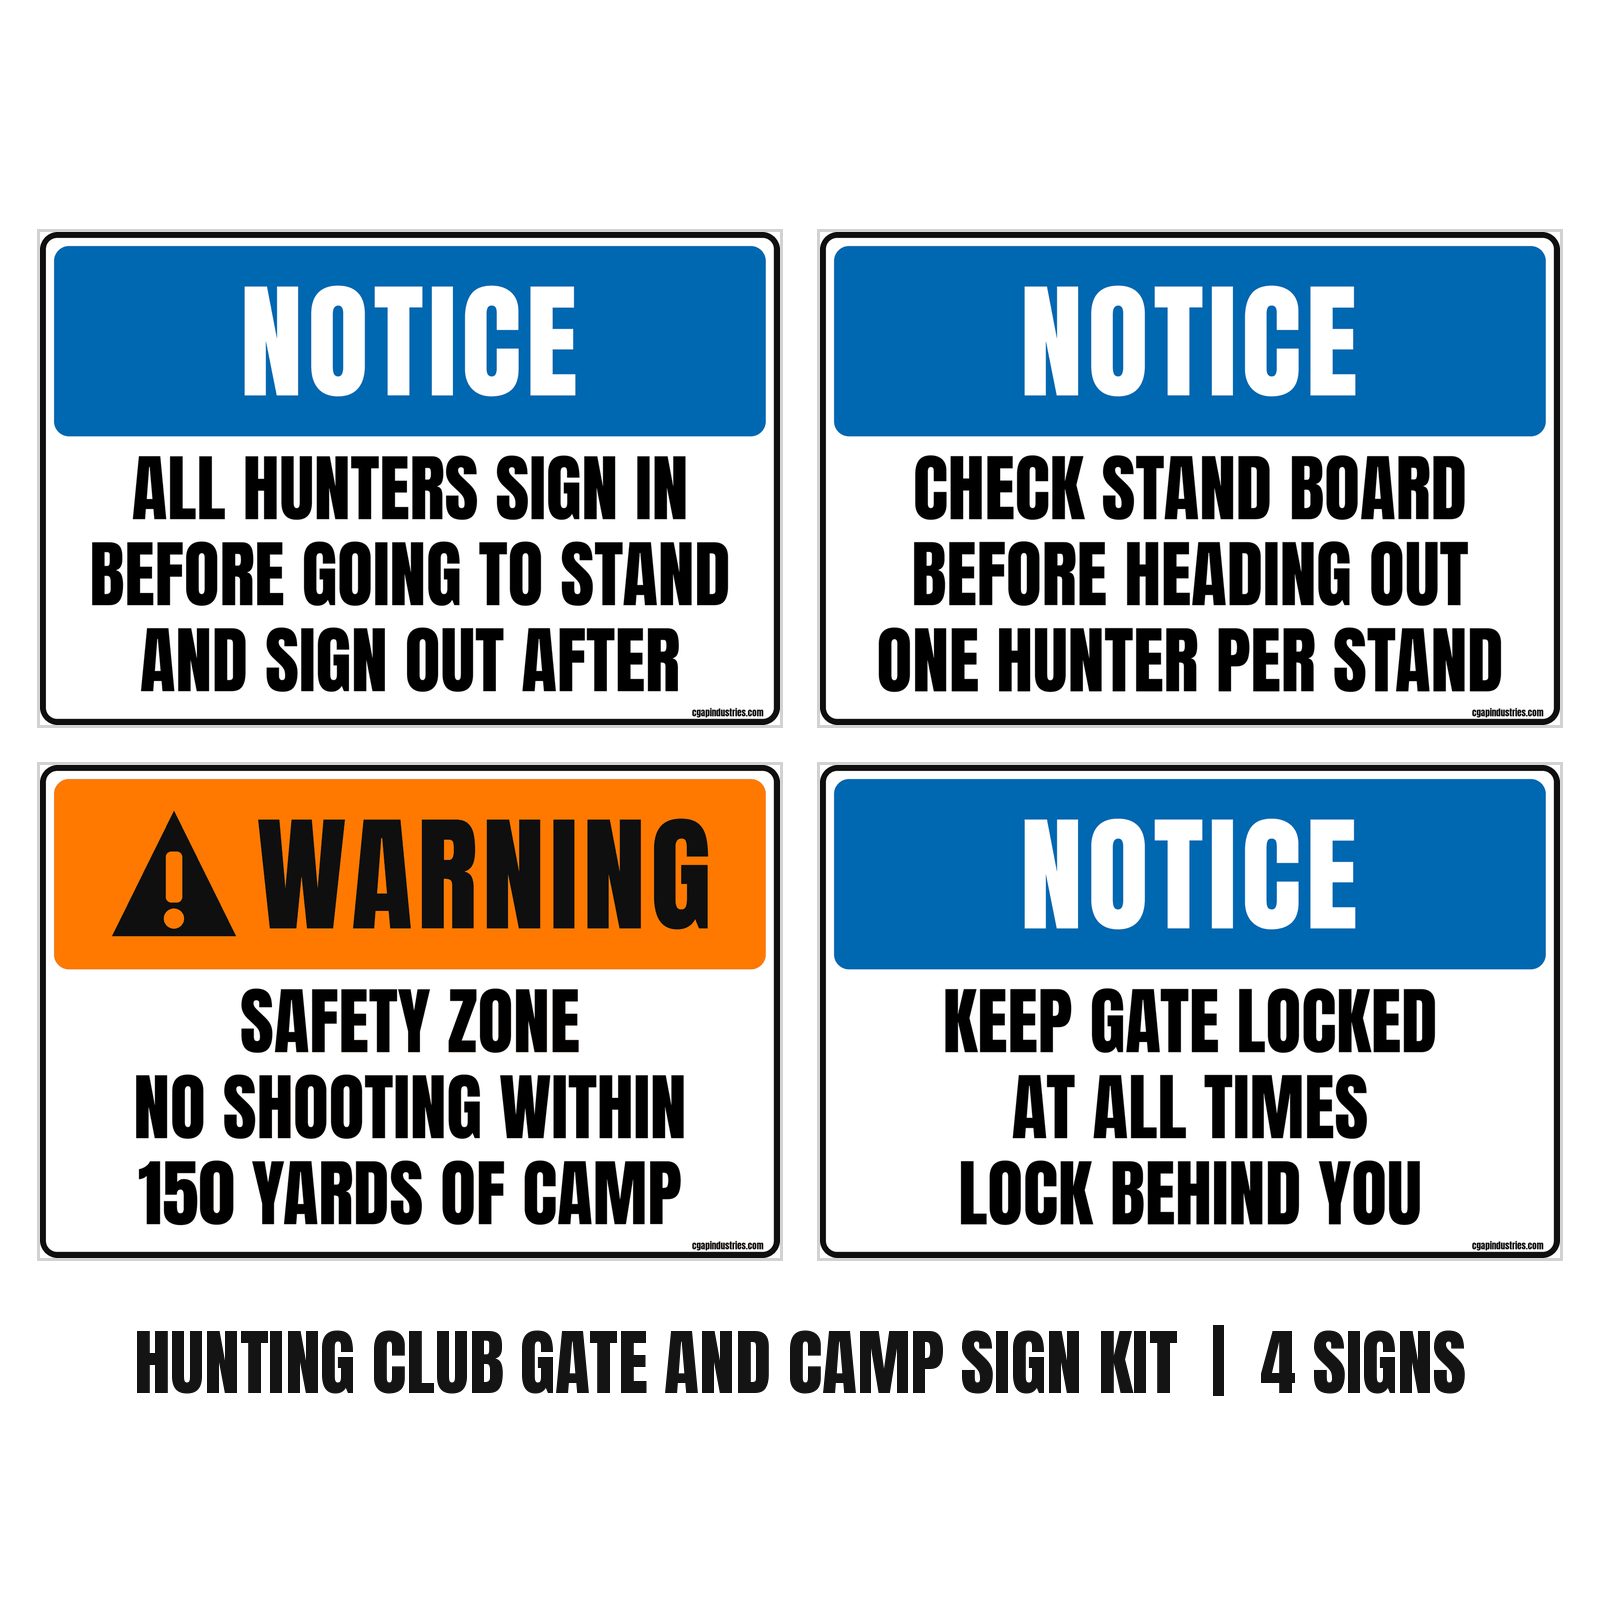 NOTICE
ALL HUNTERS SIGN IN
BEFORE GOING TO STAND
AND SIGN OUT AFTER
cgapindustries.com
NOTICE
CHECK STAND BOARD
BEFORE HEADING OUT
ONE HUNTER PER STAND
cgapindustries.com
WARNING
SAFETY ZONE
NO SHOOTING WITHIN
150 YARDS OF CAMP
cgapindustries.com
NOTICE
KEEP GATE LOCKED
AT ALL TIMES
LOCK BEHIND YOU
cgapindustries.com
HUNTING CLUB GATE AND CAMP SIGN KIT | 4 SIGNS